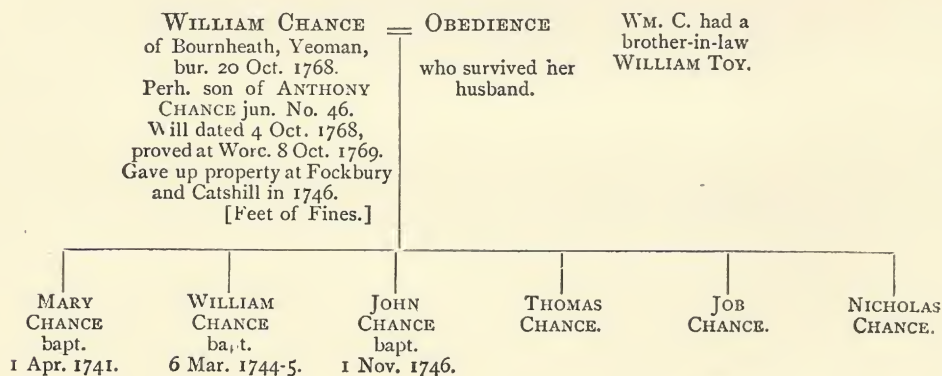 WILLIAM CHANCE = OBEDIENCE
of Bournheath, Yeoman,
bur. 20 Oct. 1768.
Perh. son of ANTHONY
CHANCE jun. No. 46.
Will dated 4 Oct. 1768,
proved at Worc. 8 Oct. 1769.
Gave up property at Fockbury
and Catshill in 1746.
[Feet of Fines.]
who survived her
husband.
WM. C. had a
brother-in-law
WILLIAM TOY.
MARY
CHANCE
bapt.
1 Apr. 1741.
WILLIAM
CHANCE
bapt.
6 Mar. 1744-5.
JOHN
CHANCE
bapt.
1 Nov. 1746.
THOMAS
CHANCE.
JOB
CHANCE.
NICHOLAS
CHANCE.